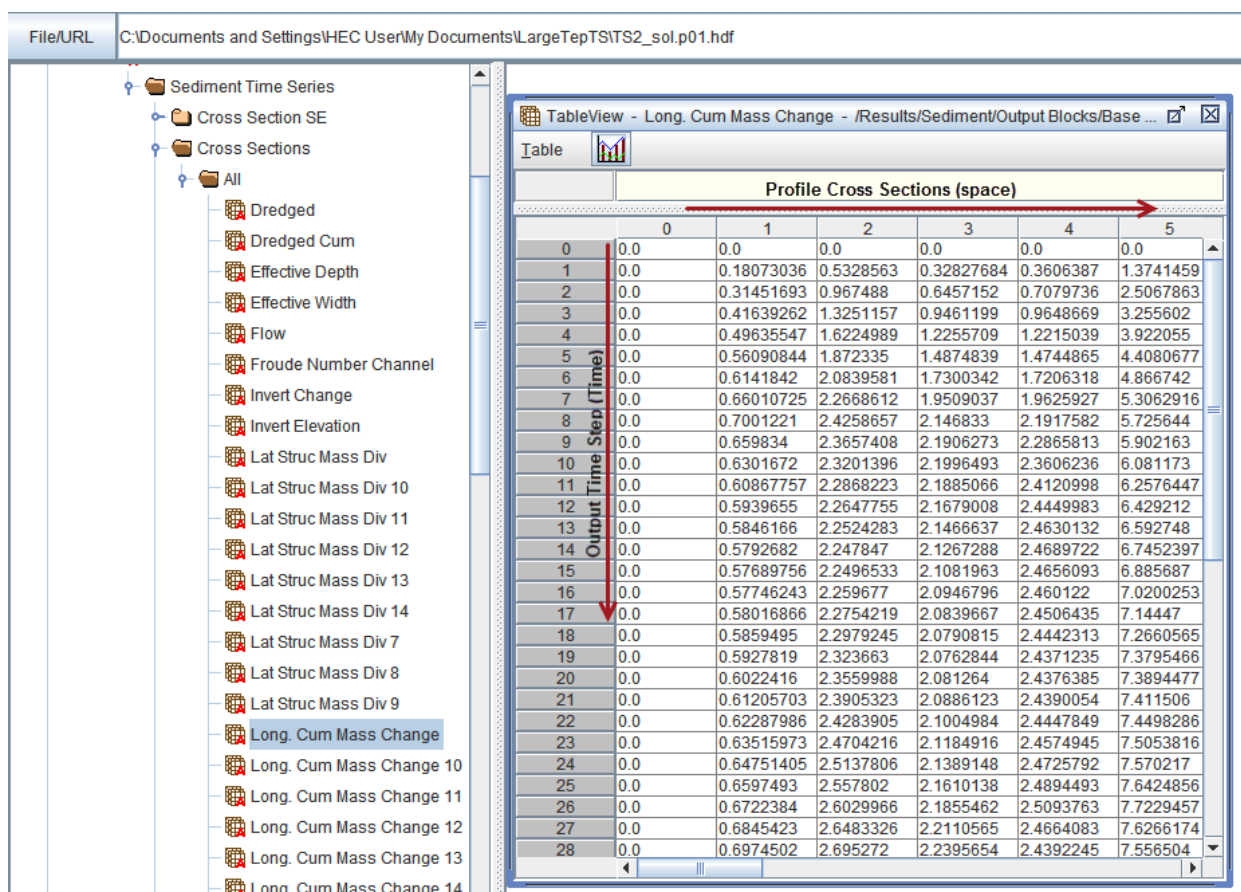 File/URL C:\Documents and Settings\HEC User\My Documents\LargeTepTS\TS2_sol.p01.hdf
Sediment Time Series
Cross Section SE
Cross Sections
All
Dredged
Dredged Cum
Effective Depth
Effective Width
Flow
Froude Number Channel
Invert Change
Invert Elevation
Lat Struc Mass Div
Lat Struc Mass Div 10
Lat Struc Mass Div 11
Lat Struc Mass Div 12
Lat Struc Mass Div 13
Lat Struc Mass Div 14
Lat Struc Mass Div 7
Lat Struc Mass Div 8
Lat Struc Mass Div 9
Long. Cum Mass Change
Long. Cum Mass Change 10
Long. Cum Mass Change 11
Long. Cum Mass Change 12
Long. Cum Mass Change 13
Long. Cum Mass Change 14
TableView - Long. Cum Mass Change - /Results/Sediment/Output Blocks/Base ...
Table
Profile Cross Sections (space)
Output Time Step (Time)
0 1 2 3 4 5
0 0.0 0.0 0.0 0.0 0.0 0.0
1 0.0 0.18073036 0.5328563 0.32827684 0.3606387 1.3741459
2 0.0 0.31451693 0.967488 0.6457152 0.7079736 2.5067863
3 0.0 0.41639262 1.3251157 0.9461199 0.9648669 3.255602
4 0.0 0.49635547 1.6224989 1.2255709 1.2215039 3.922055
5 0.0 0.56090844 1.872335 1.4874839 1.4744865 4.4080677
6 0.0 0.6141842 2.0839581 1.7300342 1.7206318 4.866742
7 0.0 0.66010725 2.2668612 1.9509037 1.9625927 5.3062916
8 0.0 0.7001221 2.4258657 2.146833 2.1917582 5.725644
9 0.0 0.659834 2.3657408 2.1906273 2.2865813 5.902163
10 0.0 0.6301672 2.3201396 2.1996493 2.3606236 6.081173
11 0.0 0.60867757 2.2868223 2.1885066 2.4120998 6.2576447
12 0.0 0.5939655 2.2647755 2.1679008 2.4449983 6.429212
13 0.0 0.5846166 2.2524283 2.1466637 2.4630132 6.592748
14 0.0 0.5792682 2.247847 2.1267288 2.4689722 6.7452397
15 0.0 0.57689756 2.2496533 2.1081963 2.4656093 6.885687
16 0.0 0.57746243 2.259677 2.0946796 2.460122 7.0200253
17 0.0 0.58016866 2.2754219 2.0839667 2.4506435 7.14447
18 0.0 0.5859495 2.2979245 2.0790815 2.4442313 7.2660565
19 0.0 0.5927819 2.323663 2.0762844 2.4371235 7.3795466
20 0.0 0.6022416 2.3559988 2.081264 2.4376385 7.3894477
21 0.0 0.61205703 2.3905323 2.0886123 2.4390054 7.411506
22 0.0 0.62287986 2.4283905 2.1004984 2.4447849 7.4498286
23 0.0 0.63515973 2.4704216 2.1184916 2.4574945 7.5053816
24 0.0 0.64751405 2.5137806 2.1389148 2.4725792 7.570217
25 0.0 0.6597493 2.557802 2.1610138 2.4894493 7.6424856
26 0.0 0.6722384 2.6029966 2.1855462 2.5093763 7.7229457
27 0.0 0.6845423 2.6483326 2.2110565 2.4664083 7.6266174
28 0.0 0.6974502 2.695272 2.2395654 2.4392245 7.556504